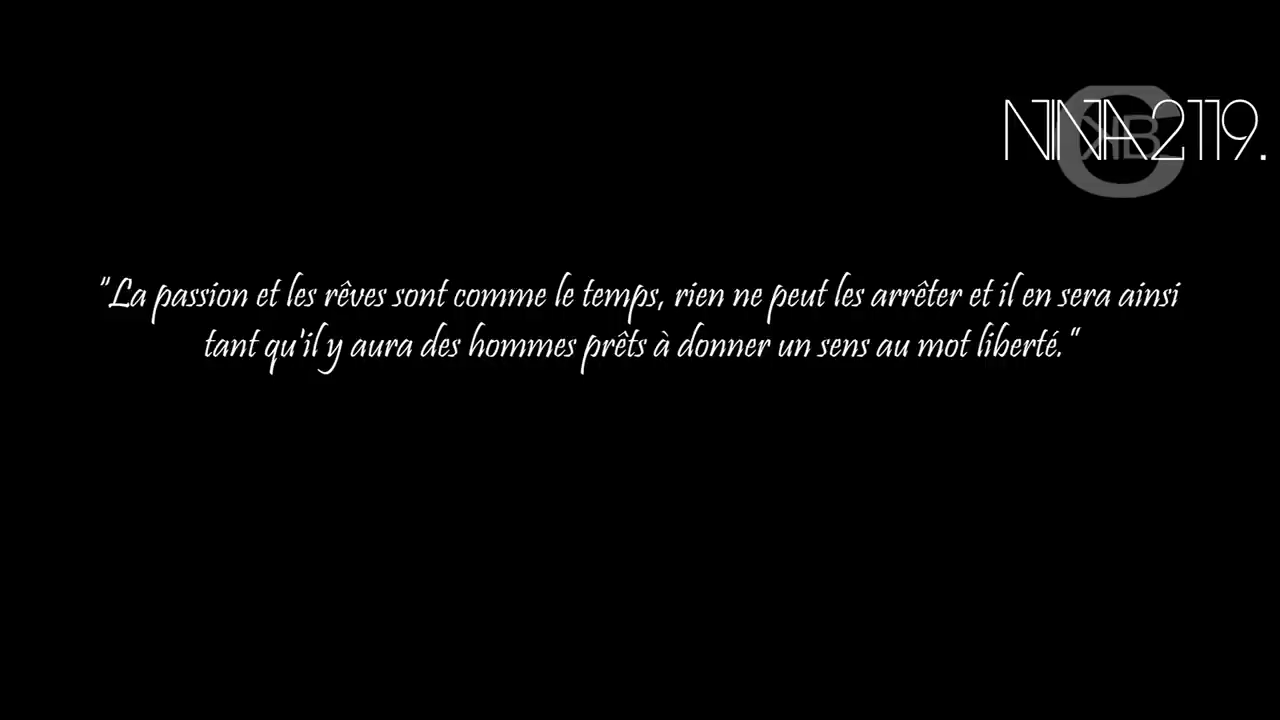 NINA2119.
CKB
"La passion et les rêves sont comme le temps, rien ne peut les arrêter et il en sera ainsi
tant qu'il y aura des hommes prêts à donner un sens au mot liberté."